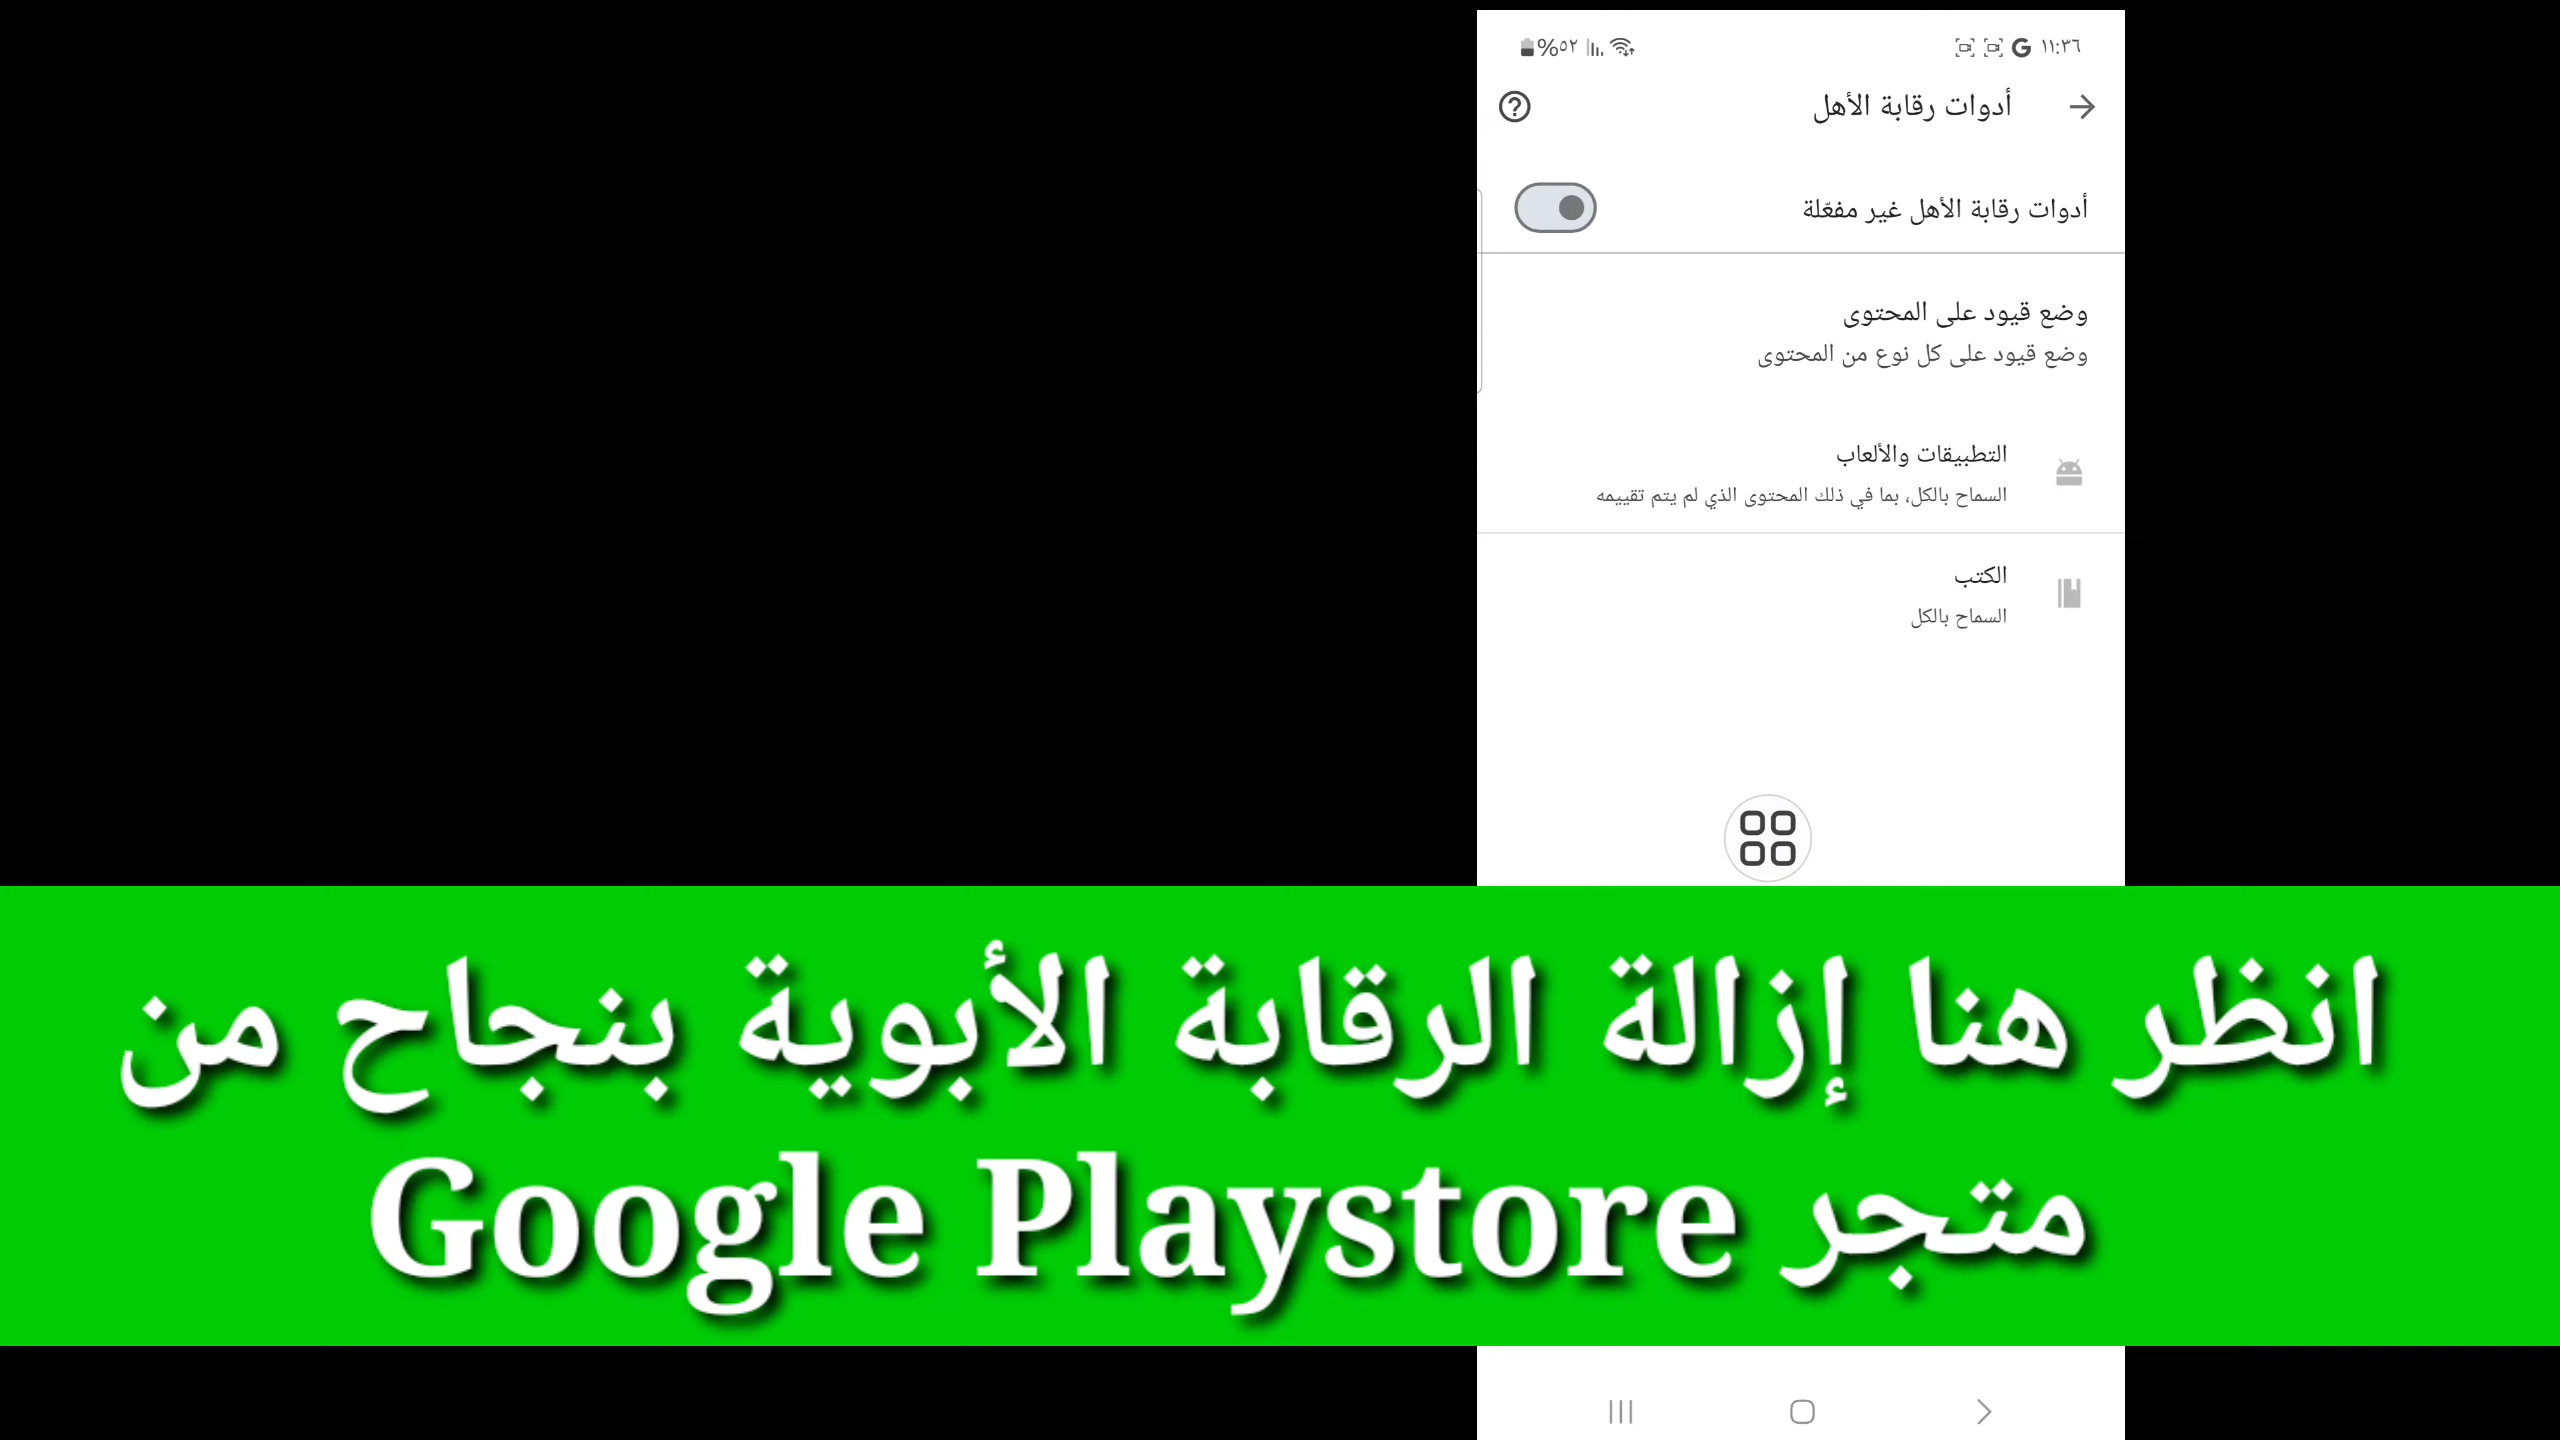 ١١:٣٦
%٥٢
أدوات رقابة الأهل
أدوات رقابة الأهل غير مفعّلة
وضع قيود على المحتوى
وضع قيود على كل نوع من المحتوى
التطبيقات والألعاب
السماح بالكل، بما في ذلك المحتوى الذي لم يتم تقييمه
الكتب
السماح بالكل
انظر هنا إزالة الرقابة الأبوية بنجاح من
متجر Google Playstore